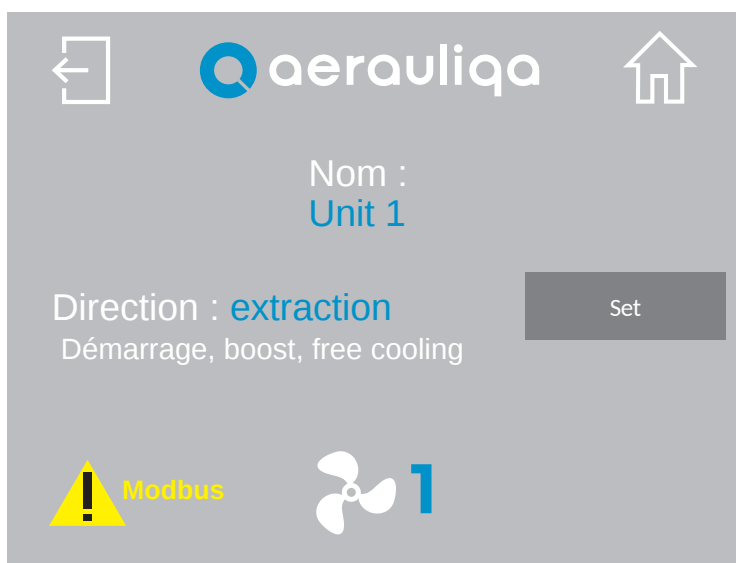 aerauliqa
Nom :
Unit 1
Direction : extraction
Set
Démarrage, boost, free cooling
! Modbus
1